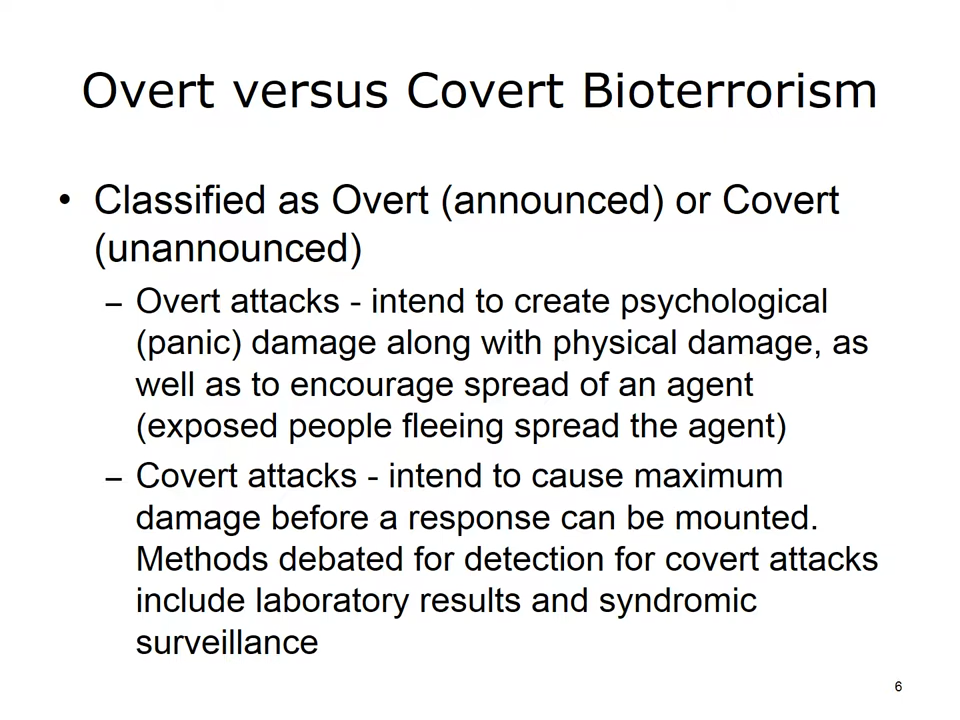 Overt versus Covert Bioterrorism
• Classified as Overt (announced) or Covert
(unannounced)
– Overt attacks - intend to create psychological
(panic) damage along with physical damage, as
well as to encourage spread of an agent
(exposed people fleeing spread the agent)
– Covert attacks - intend to cause maximum
damage before a response can be mounted.
Methods debated for detection for covert attacks
include laboratory results and syndromic
surveillance
6